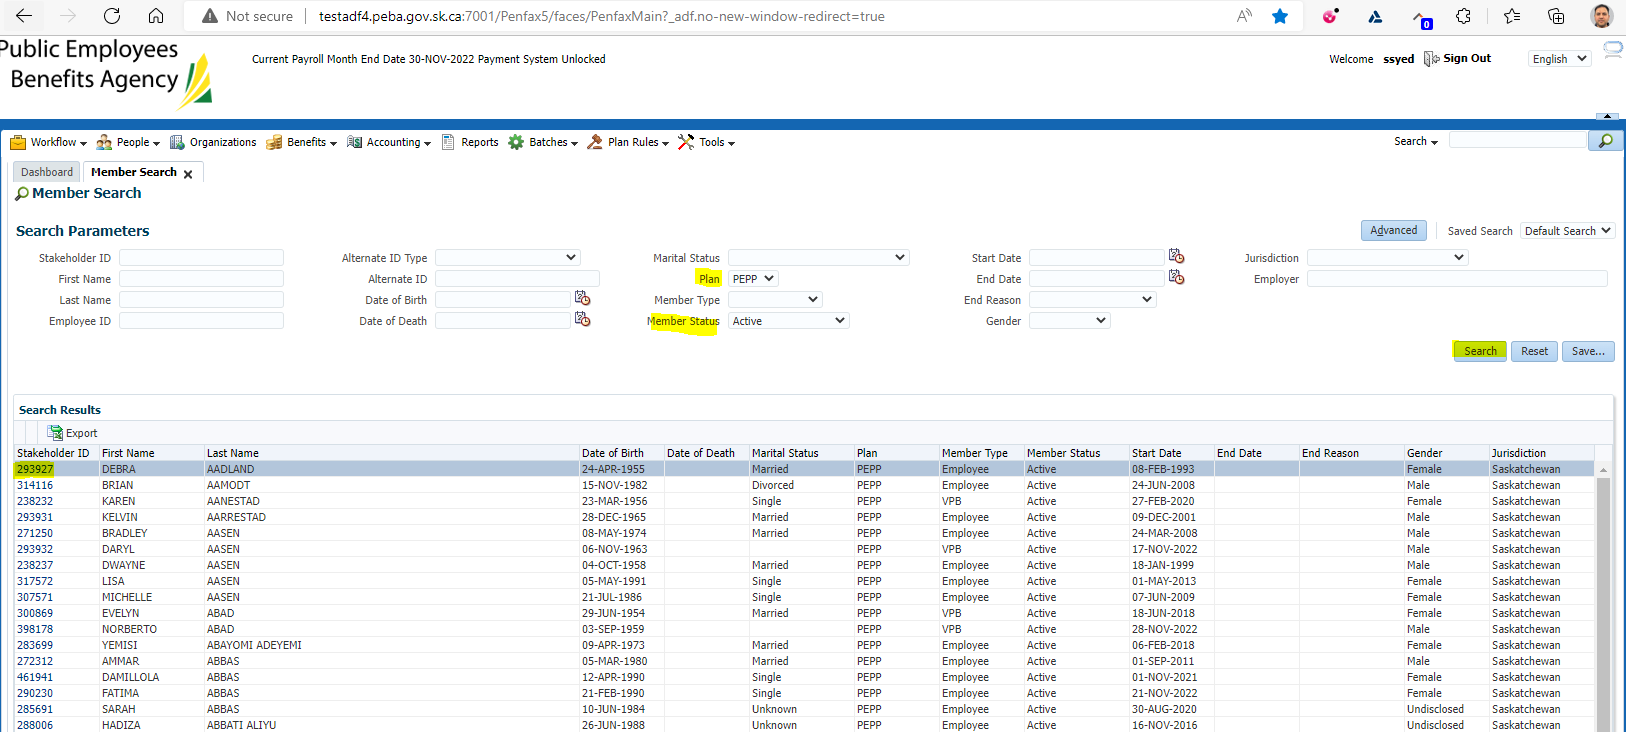 Not secure testadf4.peba.gov.sk.ca:7001/Penfax5/faces/PenfaxMain?_adf.no-new-window-redirect=true A 0
Public Employees
Benefits Agency
Current Payroll Month End Date 30-NOV-2022 Payment System Unlocked
Welcome ssyed Sign Out English
Workflow People Organizations Benefits Accounting Reports Batches Plan Rules Tools Search
Dashboard Member Search
Member Search
Search Parameters Advanced Saved Search Default Search
Stakeholder ID Alternate ID Type Marital Status Start Date Jurisdiction
First Name Alternate ID Plan PEPP End Date Employer
Last Name Date of Birth Member Type End Reason
Employee ID Date of Death Member Status Active Gender
Search Reset Save...
Search Results
Export
Stakeholder ID First Name Last Name Date of Birth Date of Death Marital Status Plan Member Type Member Status Start Date End Date End Reason Gender Jurisdiction
293927 DEBRA AADLAND 24-APR-1955 Married PEPP Employee Active 08-FEB-1993 Female Saskatchewan
314116 BRIAN AAMODT 15-NOV-1982 Divorced PEPP Employee Active 24-JUN-2008 Male Saskatchewan
238232 KAREN AANESTAD 23-MAR-1956 Single PEPP VPB Active 27-FEB-2020 Female Saskatchewan
293931 KELVIN AARRESTAD 28-DEC-1965 Married PEPP Employee Active 09-DEC-2001 Male Saskatchewan
271250 BRADLEY AASEN 08-MAY-1974 Married PEPP Employee Active 24-MAR-2008 Male Saskatchewan
293932 DARYL AASEN 06-NOV-1963 PEPP VPB Active 17-NOV-2022 Male Saskatchewan
238237 DWAYNE AASEN 04-OCT-1958 Married PEPP Employee Active 18-JAN-1999 Male Saskatchewan
317572 LISA AASEN 05-MAY-1991 Single PEPP Employee Active 01-MAY-2013 Female Saskatchewan
307571 MICHELLE AASEN 21-JUL-1986 Single PEPP Employee Active 07-JUN-2009 Female Saskatchewan
300869 EVELYN ABAD 29-JUN-1954 Married PEPP VPB Active 18-JUN-2018 Female Saskatchewan
398178 NORBERTO ABAD 03-SEP-1959 PEPP VPB Active 28-NOV-2022 Male Saskatchewan
283699 YEMISI ABAYOMI ADEYEMI 09-APR-1973 Married PEPP Employee Active 06-FEB-2018 Female Saskatchewan
272312 AMMAR ABBAS 05-MAR-1980 Married PEPP Employee Active 01-SEP-2011 Male Saskatchewan
461941 DAMILLOLA ABBAS 12-APR-1990 Single PEPP Employee Active 01-NOV-2021 Female Saskatchewan
290230 FATIMA ABBAS 21-FEB-1990 Single PEPP Employee Active 21-NOV-2022 Female Saskatchewan
285691 SARAH ABBAS 10-JUN-1984 Unknown PEPP Employee Active 30-AUG-2020 Undisclosed Saskatchewan
288006 HADIZA ABBATI ALIYU 26-JUN-1988 Unknown PEPP Employee Active 16-NOV-2016 Undisclosed Saskatchewan